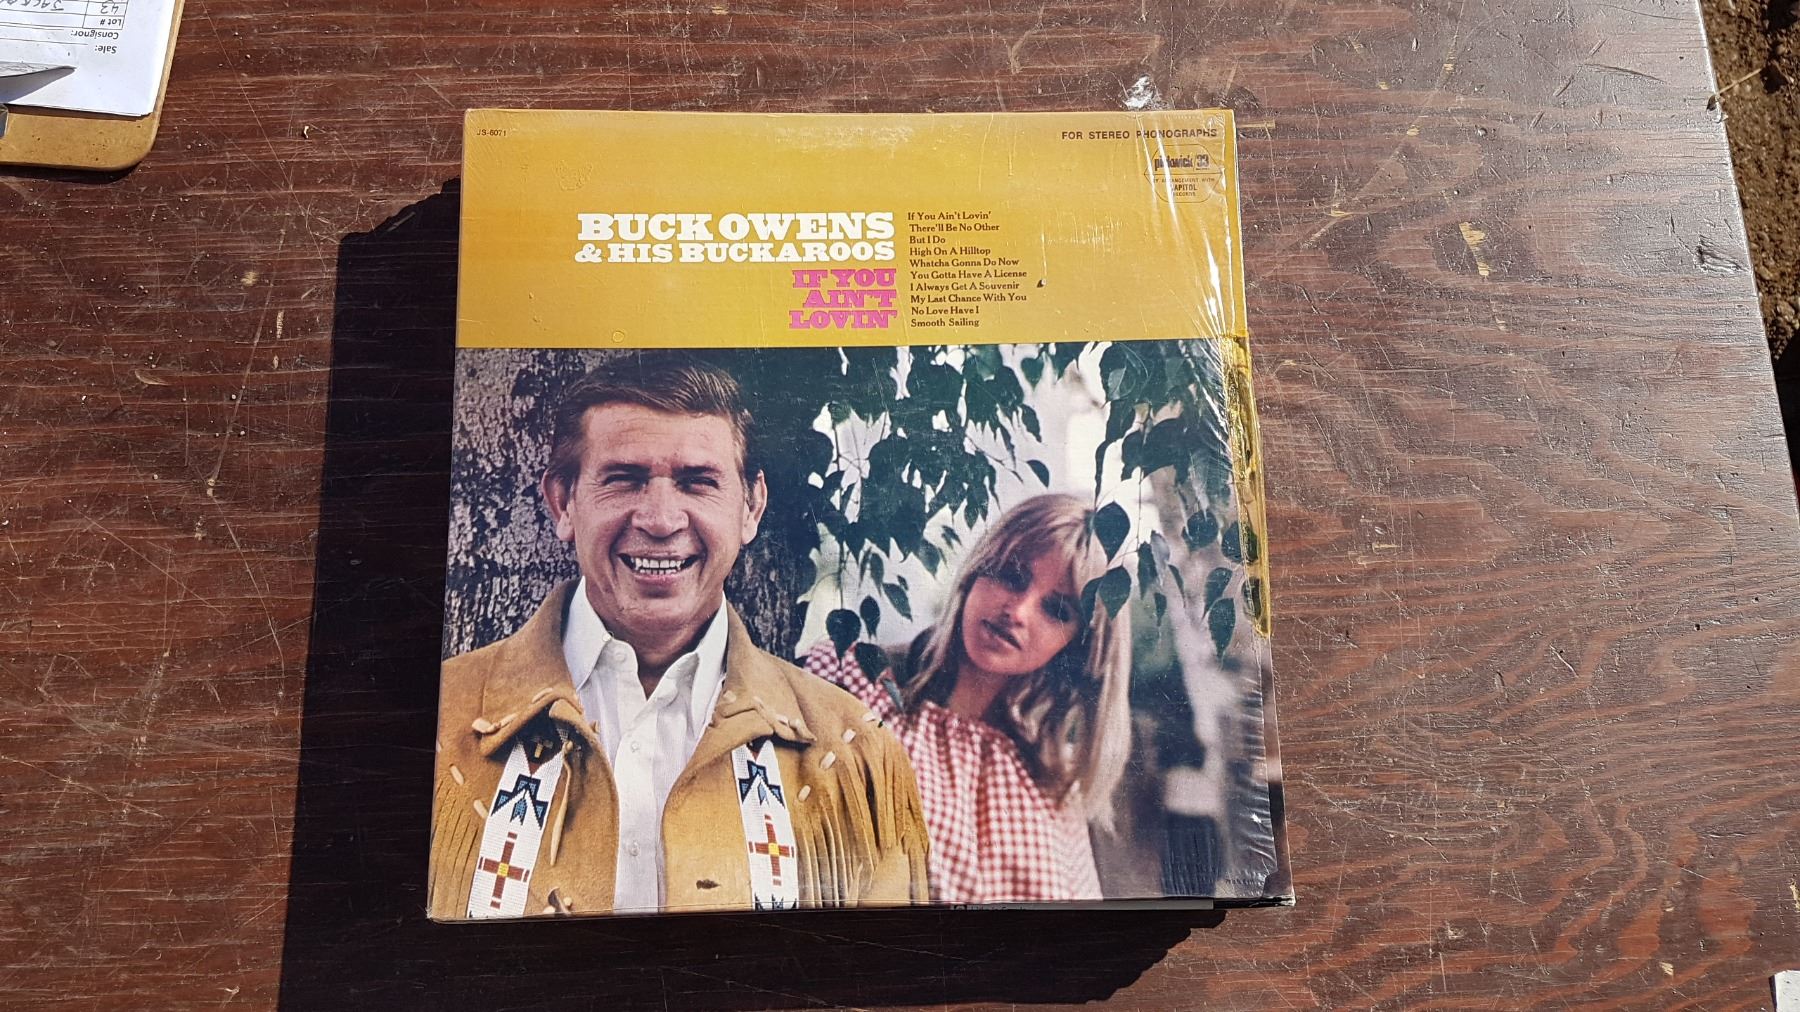 Sale:
Consignor:
Lot #
43
JS-6071
FOR STEREO PHONOGRAPHS
pickwick/33
BY ARRANGEMENT WITH
CAPITOL
RECORDS
BUCK OWENS
& HIS BUCKAROOS
IF YOU
AIN'T
LOVIN'
If You Ain't Lovin'
There'll Be No Other
But I Do
High On A Hilltop
Whatcha Gonna Do Now
You Gotta Have A License
I Always Get A Souvenir
My Last Chance With You
No Love Have I
Smooth Sailing